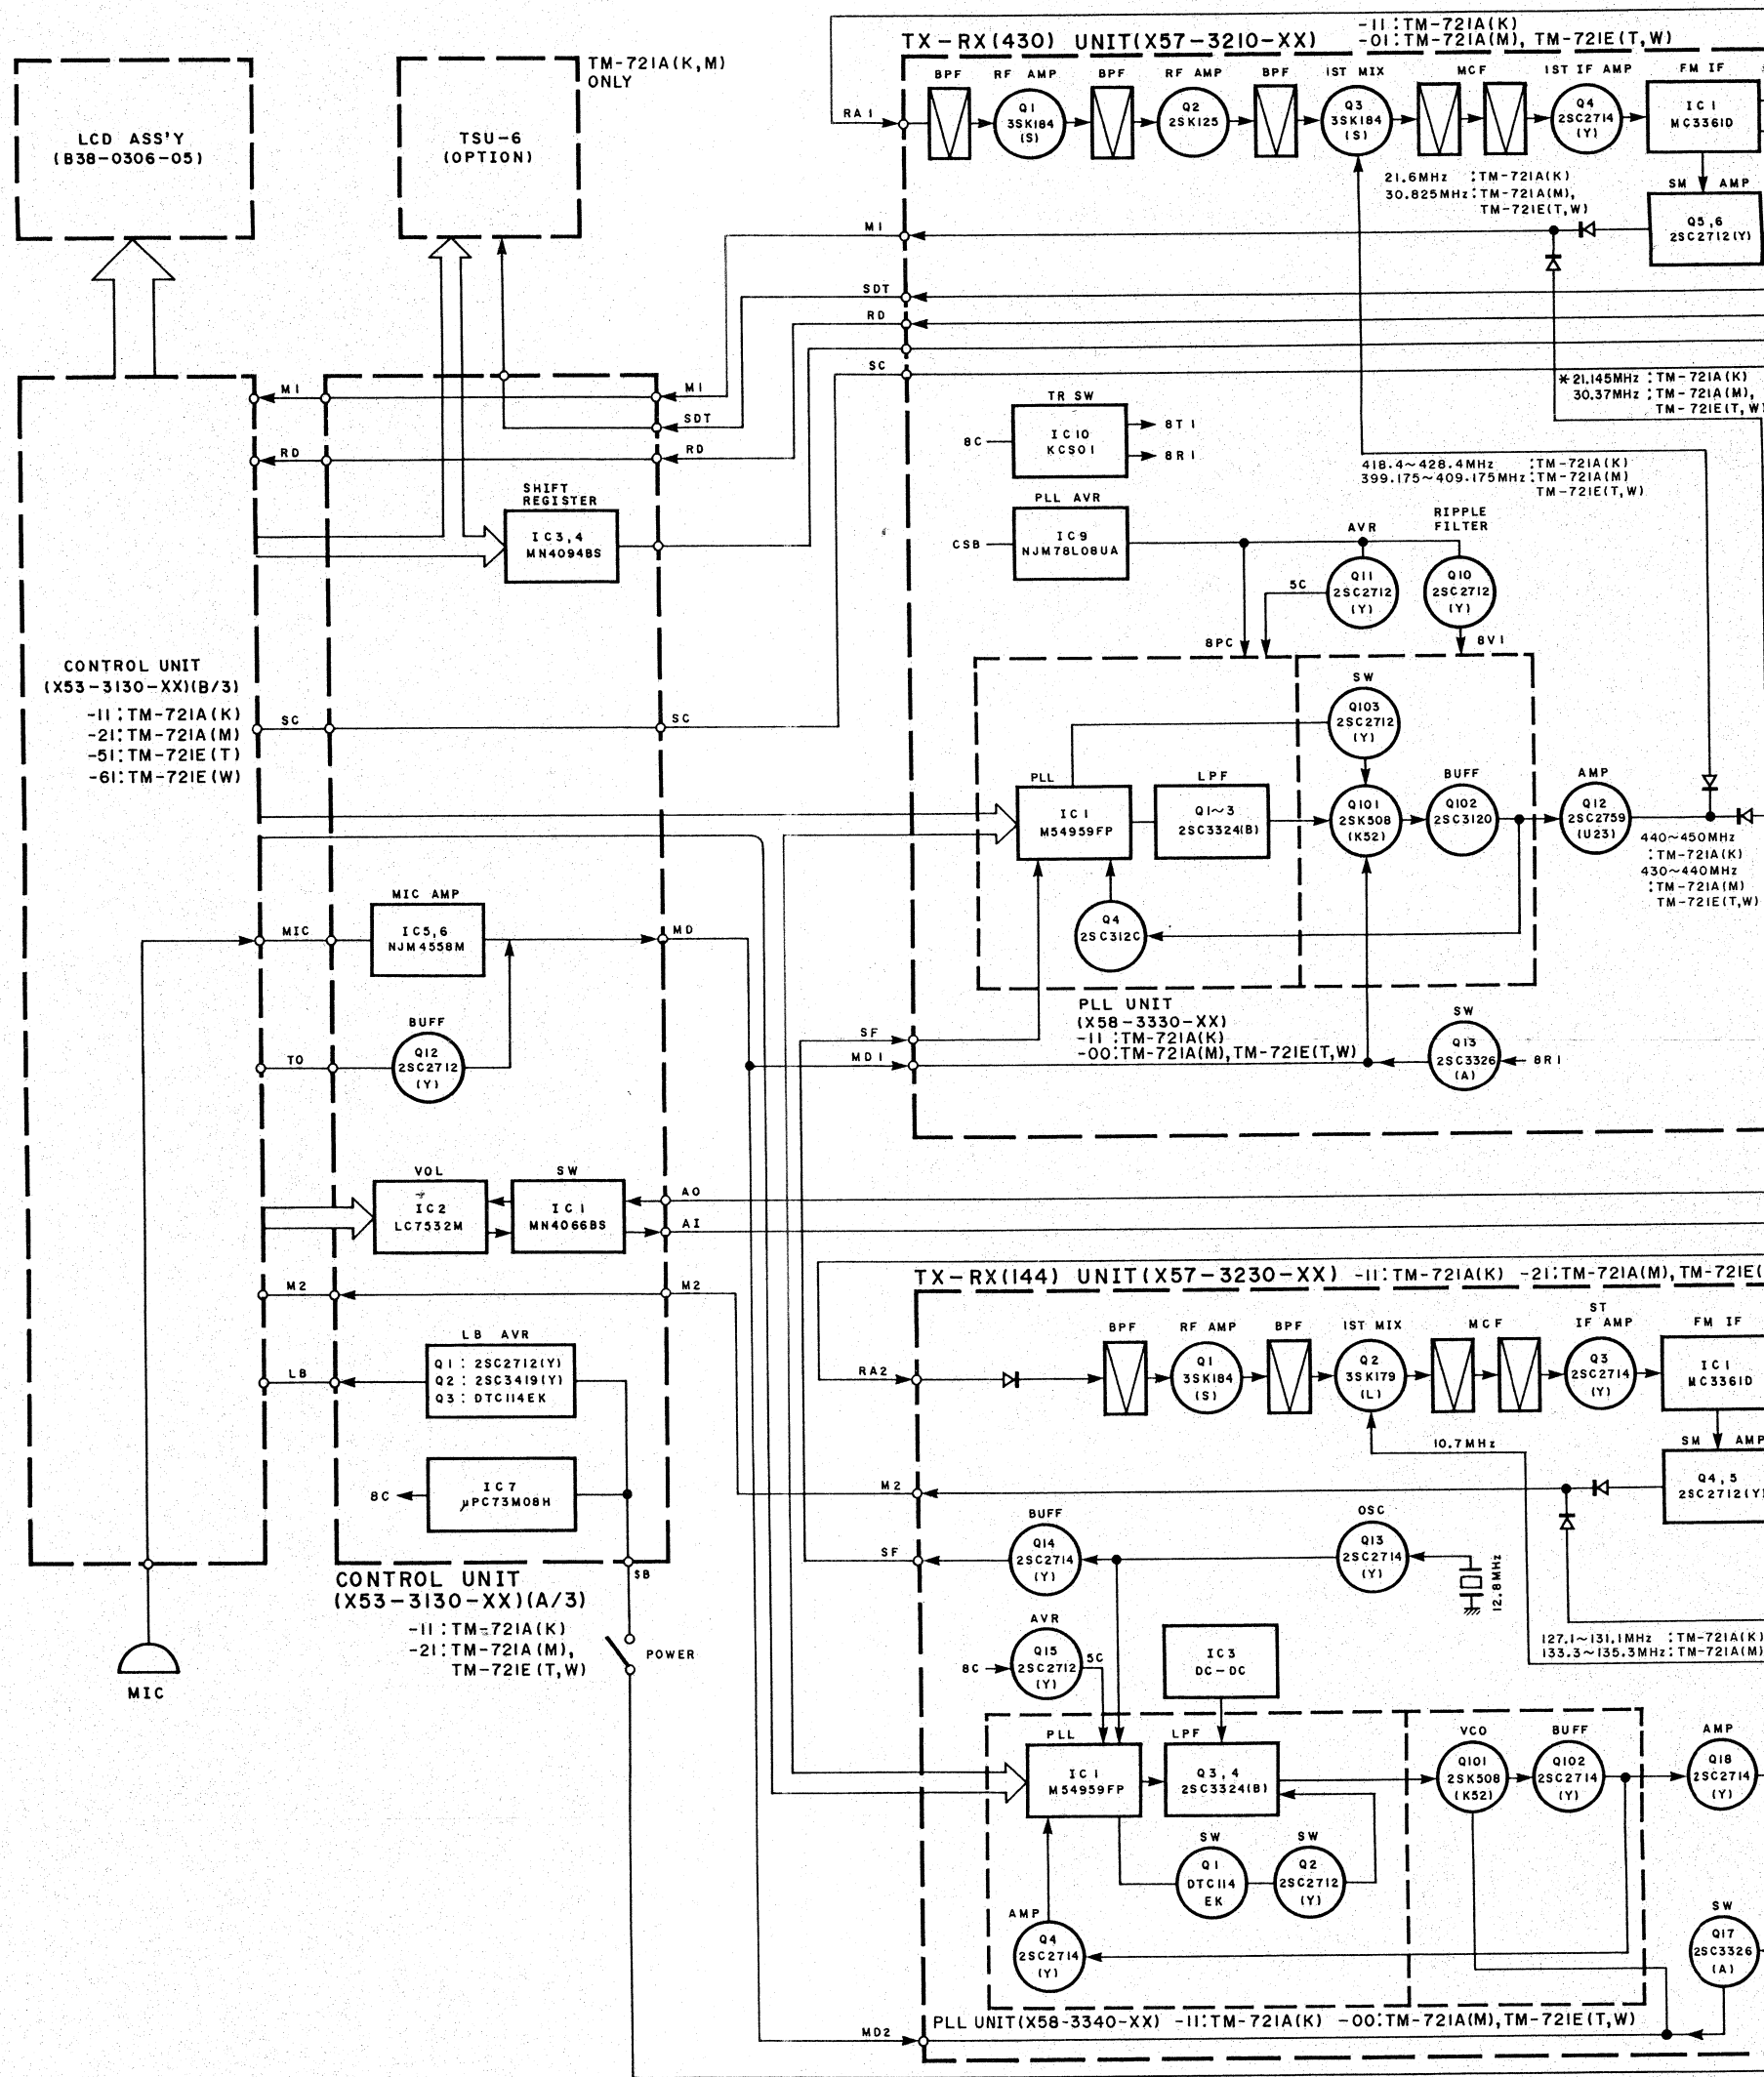 LCD ASS'Y
(B38-0306-05)
TSU-6
(OPTION)
TM-721A(K,M)
ONLY
TX-RX(430) UNIT(X57-3210-XX)
-11:TM-721A(K)
-01:TM-721A(M), TM-721E(T,W)
BPF
RF AMP
BPF
RF AMP
BPF
1ST MIX
MCF
1ST IF AMP
FM IF
RA1
Q1
3SK184
(S)
Q2
2SK125
Q3
3SK184
(S)
Q4
2SC2714
(Y)
IC1
MC3361D
21.6MHz :TM-721A(K)
30.825MHz:TM-721A(M),
TM-721E(T,W)
SM AMP
Q5,6
2SC2712(Y)
M1
SDT
RD
SC
M1
M1
SDT
RD
RD
SHIFT
REGISTER
IC3,4
MN4094BS
TR SW
8C
IC10
KCS01
8T1
8R1
*21.145MHz:TM-721A(K)
30.37MHz:TM-721A(M),
TM-721E(T,W)
418.4~428.4MHz :TM-721A(K)
399.175~409.175MHz:TM-721A(M)
TM-721E(T,W)
PLL AVR
CSB
IC9
NJM78L08UA
AVR
Q11
2SC2712
(Y)
RIPPLE
FILTER
Q10
2SC2712
(Y)
5C
8PC
8V1
CONTROL UNIT
(X53-3130-XX)(B/3)
-11:TM-721A(K)
-21:TM-721A(M)
-51:TM-721E(T)
-61:TM-721E(W)
SC
SC
SW
Q103
2SC2712
(Y)
PLL
IC1
M54959FP
LPF
Q1~3
2SC3324(B)
Q101
2SK508
(K52)
BUFF
Q102
2SC3120
AMP
Q12
2SC2759
(U23)
440~450MHz
:TM-721A(K)
430~440MHz
:TM-721A(M)
TM-721E(T,W)
Q4
2SC312C
MIC
MIC AMP
IC5,6
NJM4558M
MD
BUFF
Q12
2SC2712
(Y)
TO
PLL UNIT
(X58-3330-XX)
-11:TM-721A(K)
-00:TM-721A(M),TM-721E(T,W)
SF
MD1
SW
Q13
2SC3326
(A)
8R1
VOL
IC2
LC7532M
SW
IC1
MN4066BS
AO
AI
M2
M2
LB AVR
Q1: 2SC2712(Y)
Q2: 2SC3419(Y)
Q3: DTC114EK
LB
8C
IC7
µPC73M08H
SB
CONTROL UNIT
(X53-3130-XX)(A/3)
-11:TM-721A(K)
-21:TM-721A(M),
TM-721E(T,W)
POWER
MIC
TX-RX(144) UNIT(X57-3230-XX) -11:TM-721A(K) -21:TM-721A(M),TM-721E(
BPF
RF AMP
BPF
1ST MIX
MCF
ST
IF AMP
FM IF
RA2
Q1
3SK184
(S)
Q2
3SK179
(L)
Q3
2SC2714
(Y)
IC1
MC3361D
10.7MHz
SM AMP
Q4,5
2SC2712(Y)
M2
SF
BUFF
Q14
2SC2714
(Y)
OSC
Q13
2SC2714
(Y)
12.8MHz
127.1~131.1MHz :TM-721A(K)
133.3~135.3MHz:TM-721A(M)
AVR
8C
Q15
2SC2712
(Y)
5C
IC3
DC-DC
PLL
IC1
M54959FP
LPF
Q3,4
2SC3324(B)
VCO
Q101
2SK508
(K52)
BUFF
Q102
2SC2714
(Y)
AMP
Q18
2SC2714
(Y)
SW
Q1
DTC114
EK
SW
Q2
2SC2712
(Y)
AMP
Q4
2SC2714
(Y)
SW
Q17
2SC3326
(A)
PLL UNIT(X58-3340-XX) -11:TM-721A(K) -00:TM-721A(M),TM-721E(T,W)
MD2